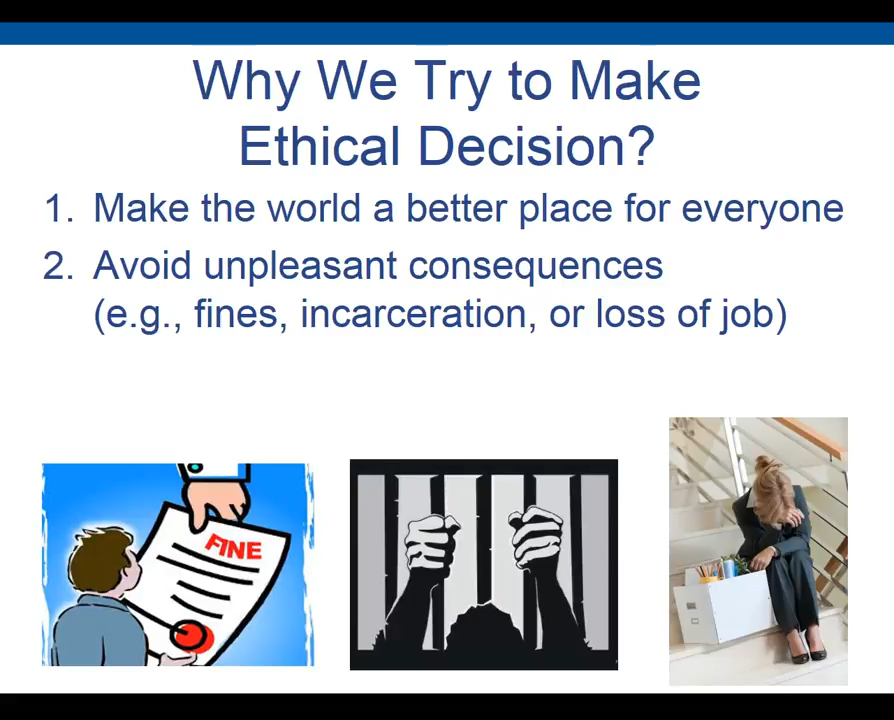 Why We Try to Make
Ethical Decision?
1. Make the world a better place for everyone
2. Avoid unpleasant consequences
(e.g., fines, incarceration, or loss of job)
FINE